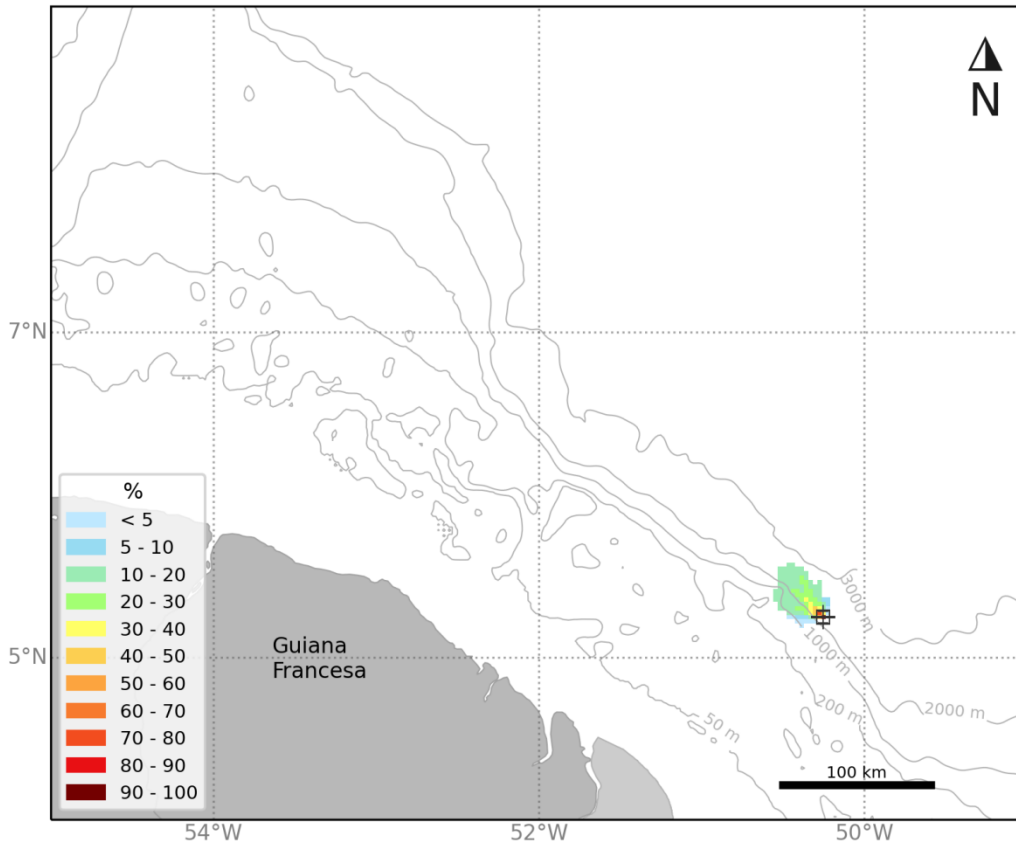 N
7°N
%
< 5
5 - 10
10 - 20
20 - 30
30 - 40
40 - 50
50 - 60
60 - 70
70 - 80
80 - 90
90 - 100
Guiana
Francesa
5°N
3000 m
1000 m
2000 m
200 m
50 m
100 km
54°W
52°W
50°W